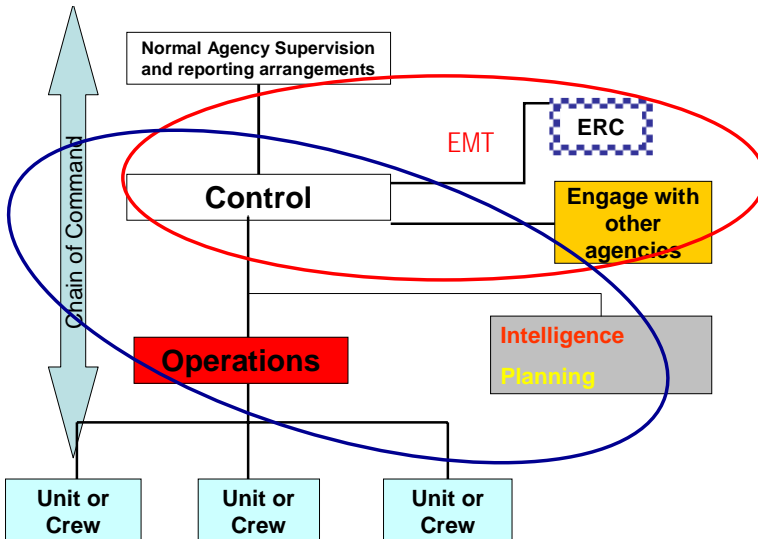 Normal Agency Supervision
and reporting arrangements
EMT
ERC
Chain of Command
Control
Engage with
other
agencies
Operations
Intelligence
Planning
Unit or
Crew
Unit or
Crew
Unit or
Crew